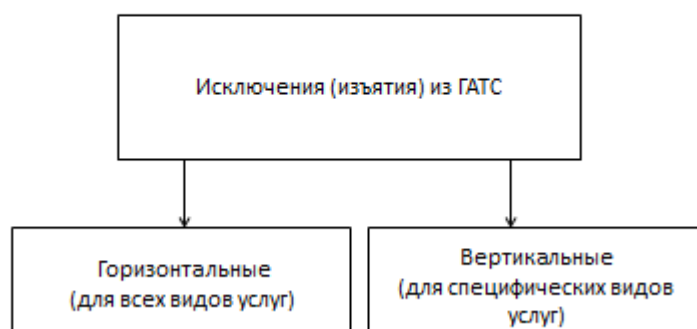 Исключения (изъятия) из ГАТС
Горизонтальные
(для всех видов услуг)
Вертикальные
(для специфических видов
услуг)